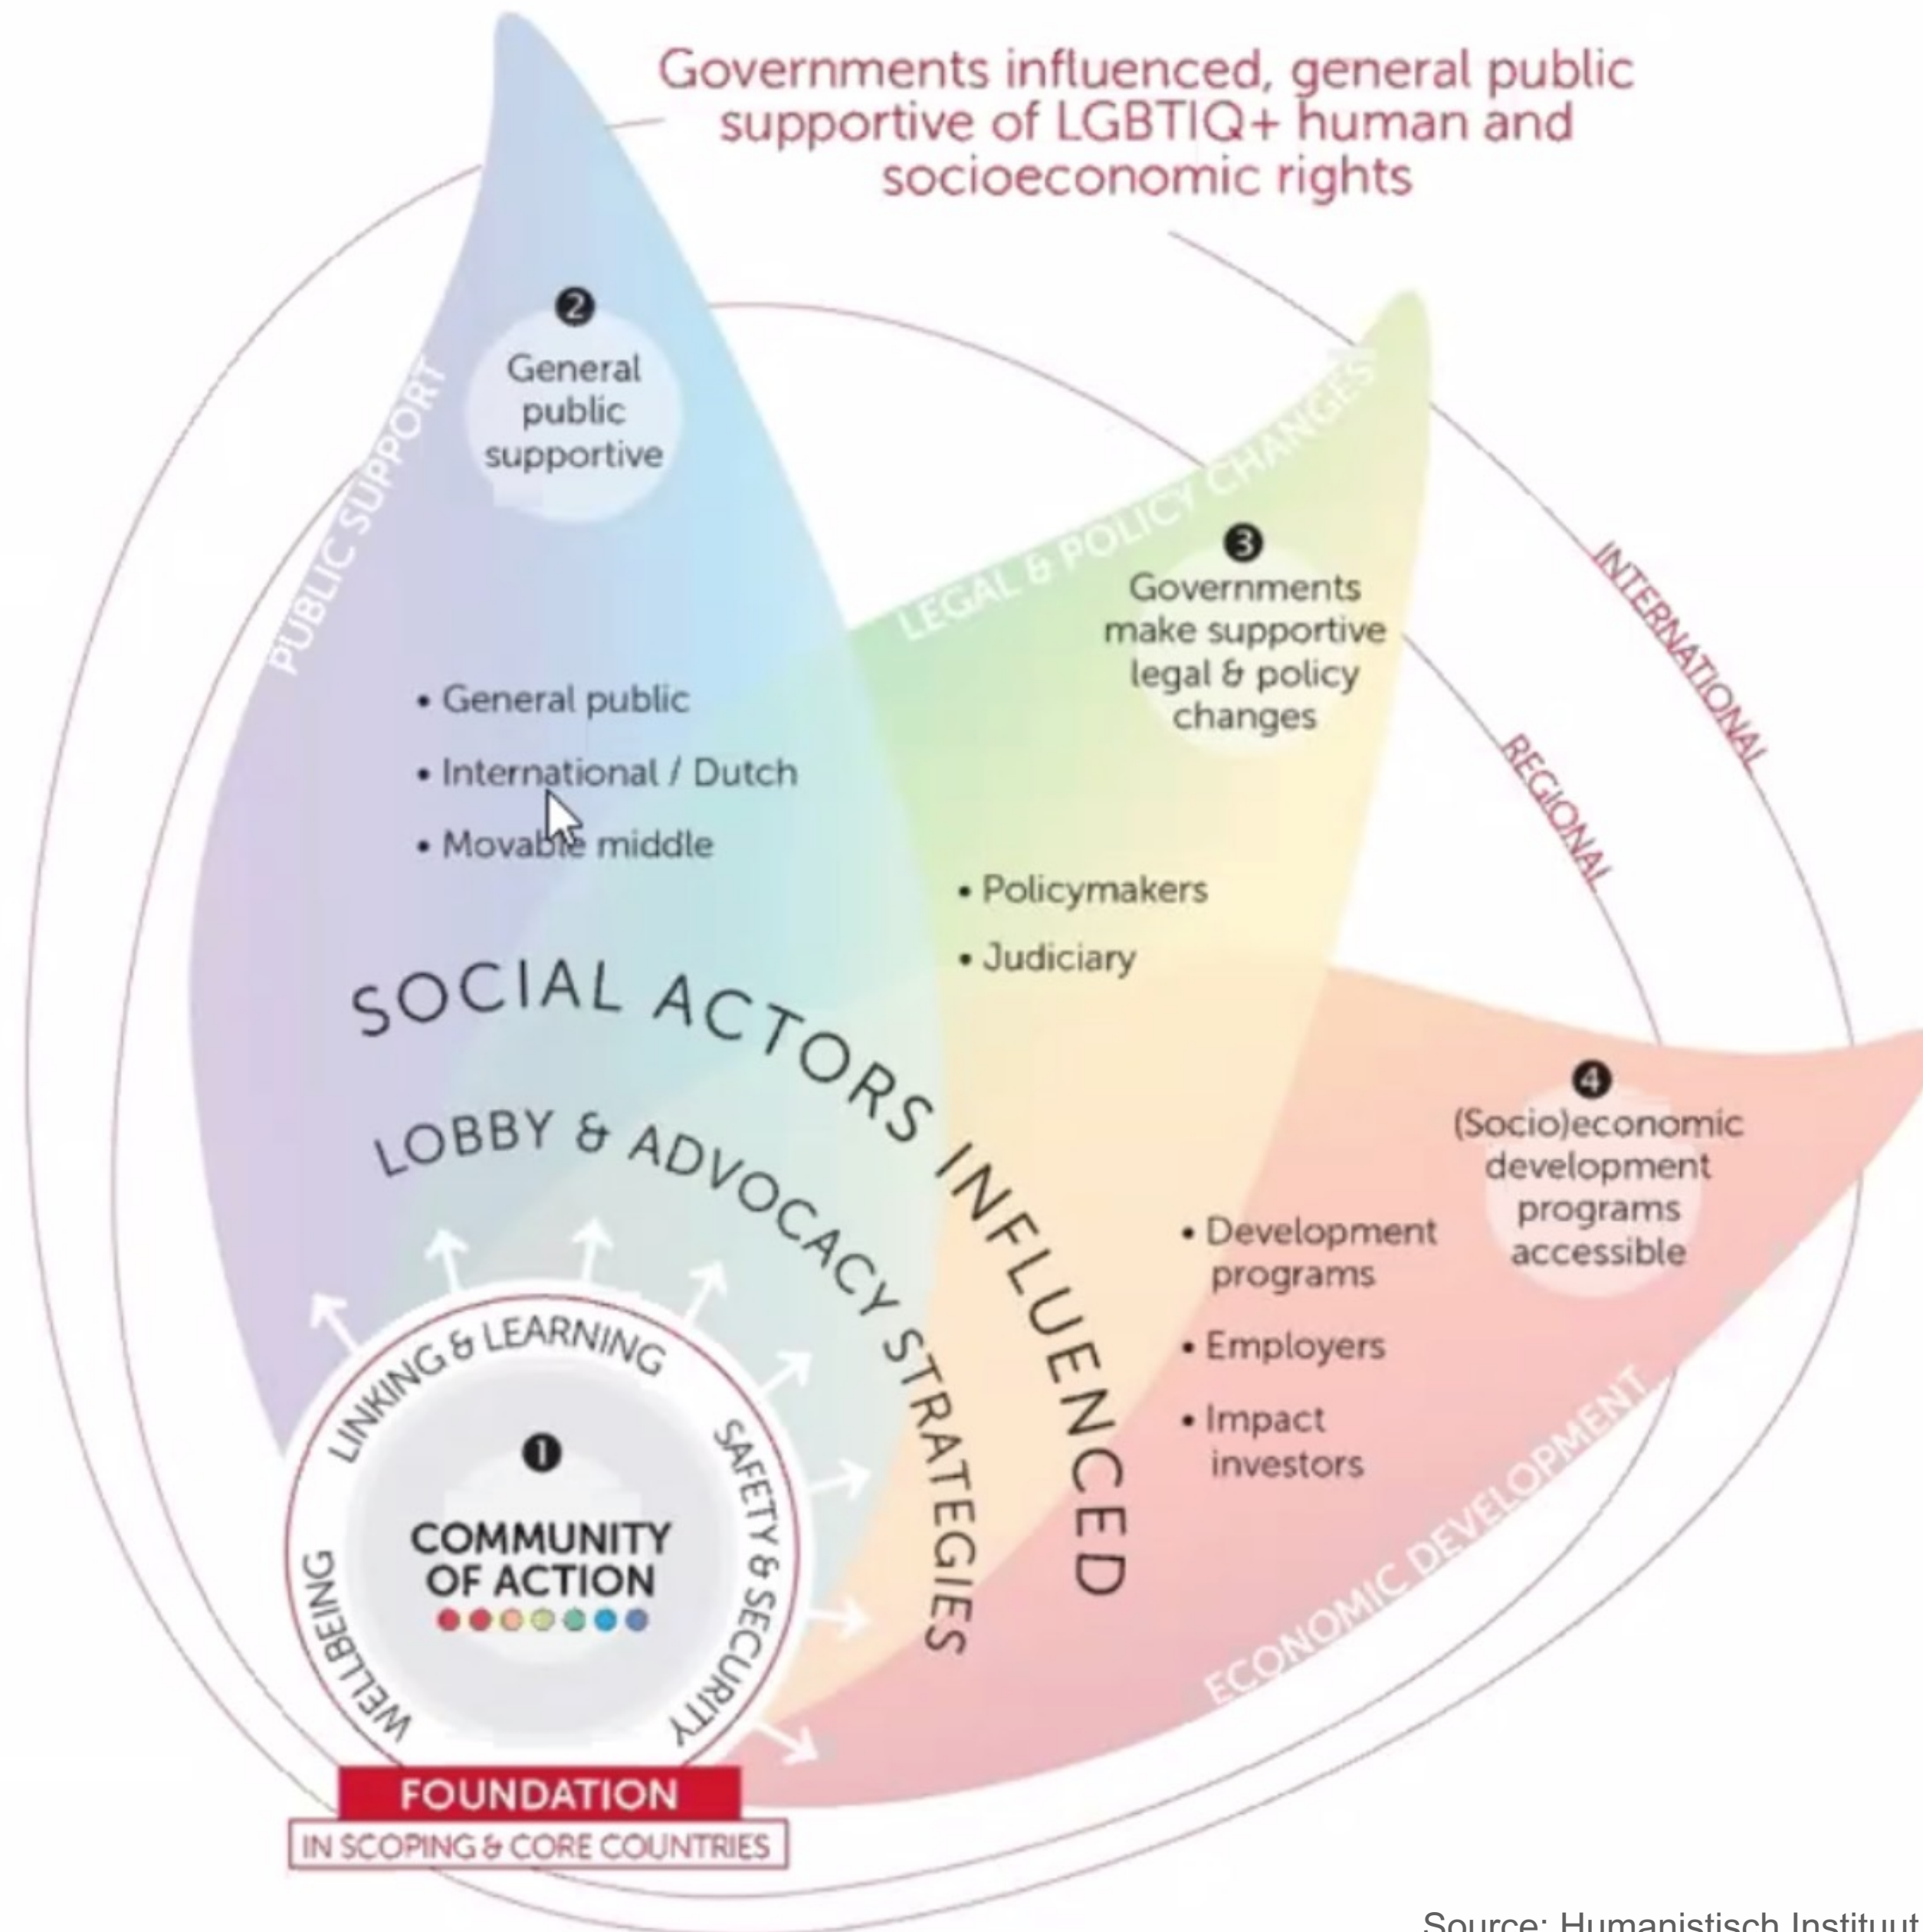 Governments influenced, general public
supportive of LGBTIQ+ human and
socioeconomic rights
2
General
public
supportive
PUBLIC SUPPORT
• General public
• International / Dutch
• Movable middle
LEGAL & POLICY CHANGES
3
Governments
make supportive
legal & policy
changes
• Policymakers
• Judiciary
INTERNATIONAL
REGIONAL
4
(Socio)economic
development
programs
accessible
• Development
programs
• Employers
• Impact
investors
ECONOMIC DEVELOPMENT
SOCIAL ACTORS INFLUENCED
LOBBY & ADVOCACY STRATEGIES
LINKING & LEARNING
SAFETY & SECURITY
WELLBEING
1
COMMUNITY
OF ACTION
FOUNDATION
IN SCOPING & CORE COUNTRIES
Source: Humanistisch Instituut